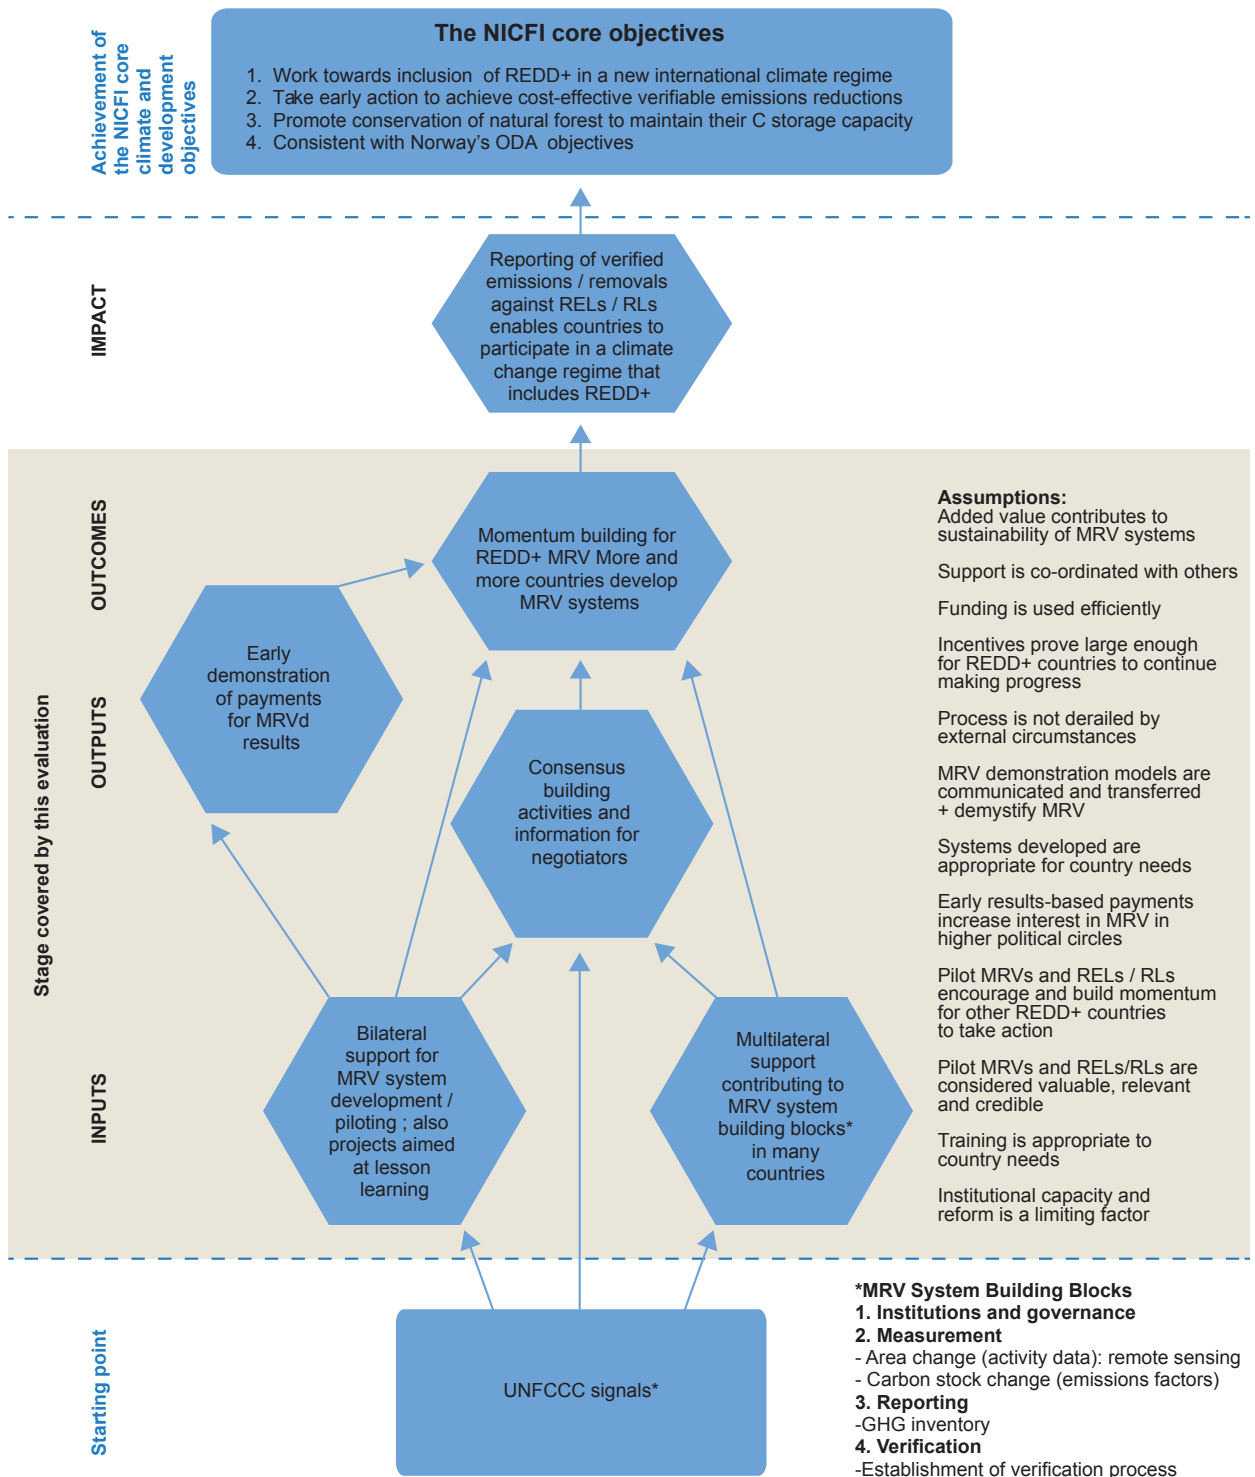 Achievement of
the NICFI core
climate and
development
objectives
The NICFI core objectives
1. Work towards inclusion of REDD+ in a new international climate regime
2. Take early action to achieve cost-effective verifiable emissions reductions
3. Promote conservation of natural forest to maintain their C storage capacity
4. Consistent with Norway's ODA objectives
IMPACT
Reporting of verified
emissions / removals
against RELs / RLs
enables countries to
participate in a climate
change regime that
includes REDD+
Stage covered by this evaluation
OUTCOMES
Momentum building for
REDD+ MRV More and
more countries develop
MRV systems
OUTPUTS
Early
demonstration
of payments
for MRVd
results
Consensus
building
activities and
information for
negotiators
INPUTS
Bilateral
support for
MRV system
development /
piloting ; also
projects aimed
at lesson
learning
Multilateral
support
contributing to
MRV system
building blocks*
in many
countries
Assumptions:
Added value contributes to
sustainability of MRV systems
Support is co-ordinated with others
Funding is used efficiently
Incentives prove large enough
for REDD+ countries to continue
making progress
Process is not derailed by
external circumstances
MRV demonstration models are
communicated and transferred
+ demystify MRV
Systems developed are
appropriate for country needs
Early results-based payments
increase interest in MRV in
higher political circles
Pilot MRVs and RELs / RLs
encourage and build momentum
for other REDD+ countries
to take action
Pilot MRVs and RELs/RLs are
considered valuable, relevant
and credible
Training is appropriate to
country needs
Institutional capacity and
reform is a limiting factor
Starting point
UNFCCC signals*
*MRV System Building Blocks
1. Institutions and governance
2. Measurement
- Area change (activity data): remote sensing
- Carbon stock change (emissions factors)
3. Reporting
-GHG inventory
4. Verification
-Establishment of verification process